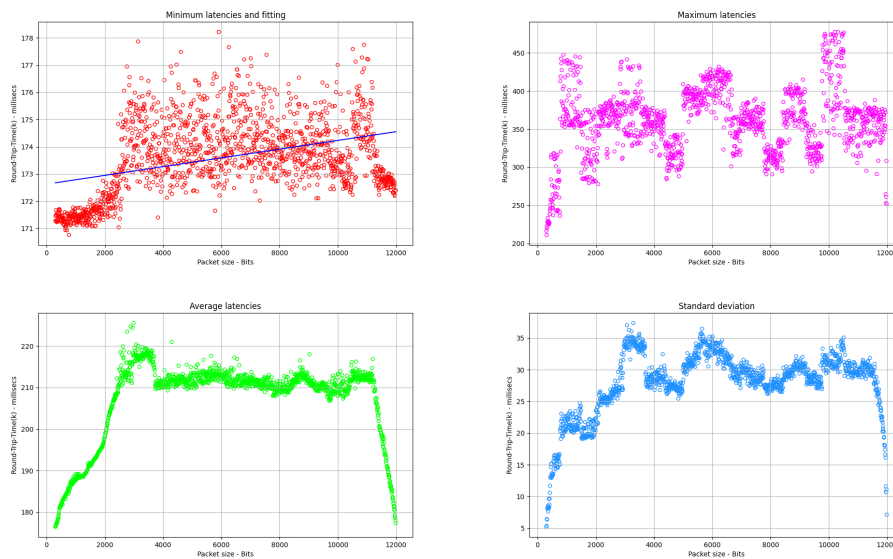 Minimum latencies and fitting
178
177
176
175
174
173
172
171
Round-Trip-Time(k) - millisecs
0 2000 4000 6000 8000 10000 12000
Packet size - Bits
Maximum latencies
450
400
350
300
250
200
Round-Trip-Time(k) - millisecs
0 2000 4000 6000 8000 10000 12000
Packet size - Bits
Average latencies
220
210
200
190
180
Round-Trip-Time(k) - millisecs
0 2000 4000 6000 8000 10000 12000
Packet size - Bits
Standard deviation
35
30
25
20
15
10
5
Round-Trip-Time(k) - millisecs
0 2000 4000 6000 8000 10000 12000
Packet size - Bits